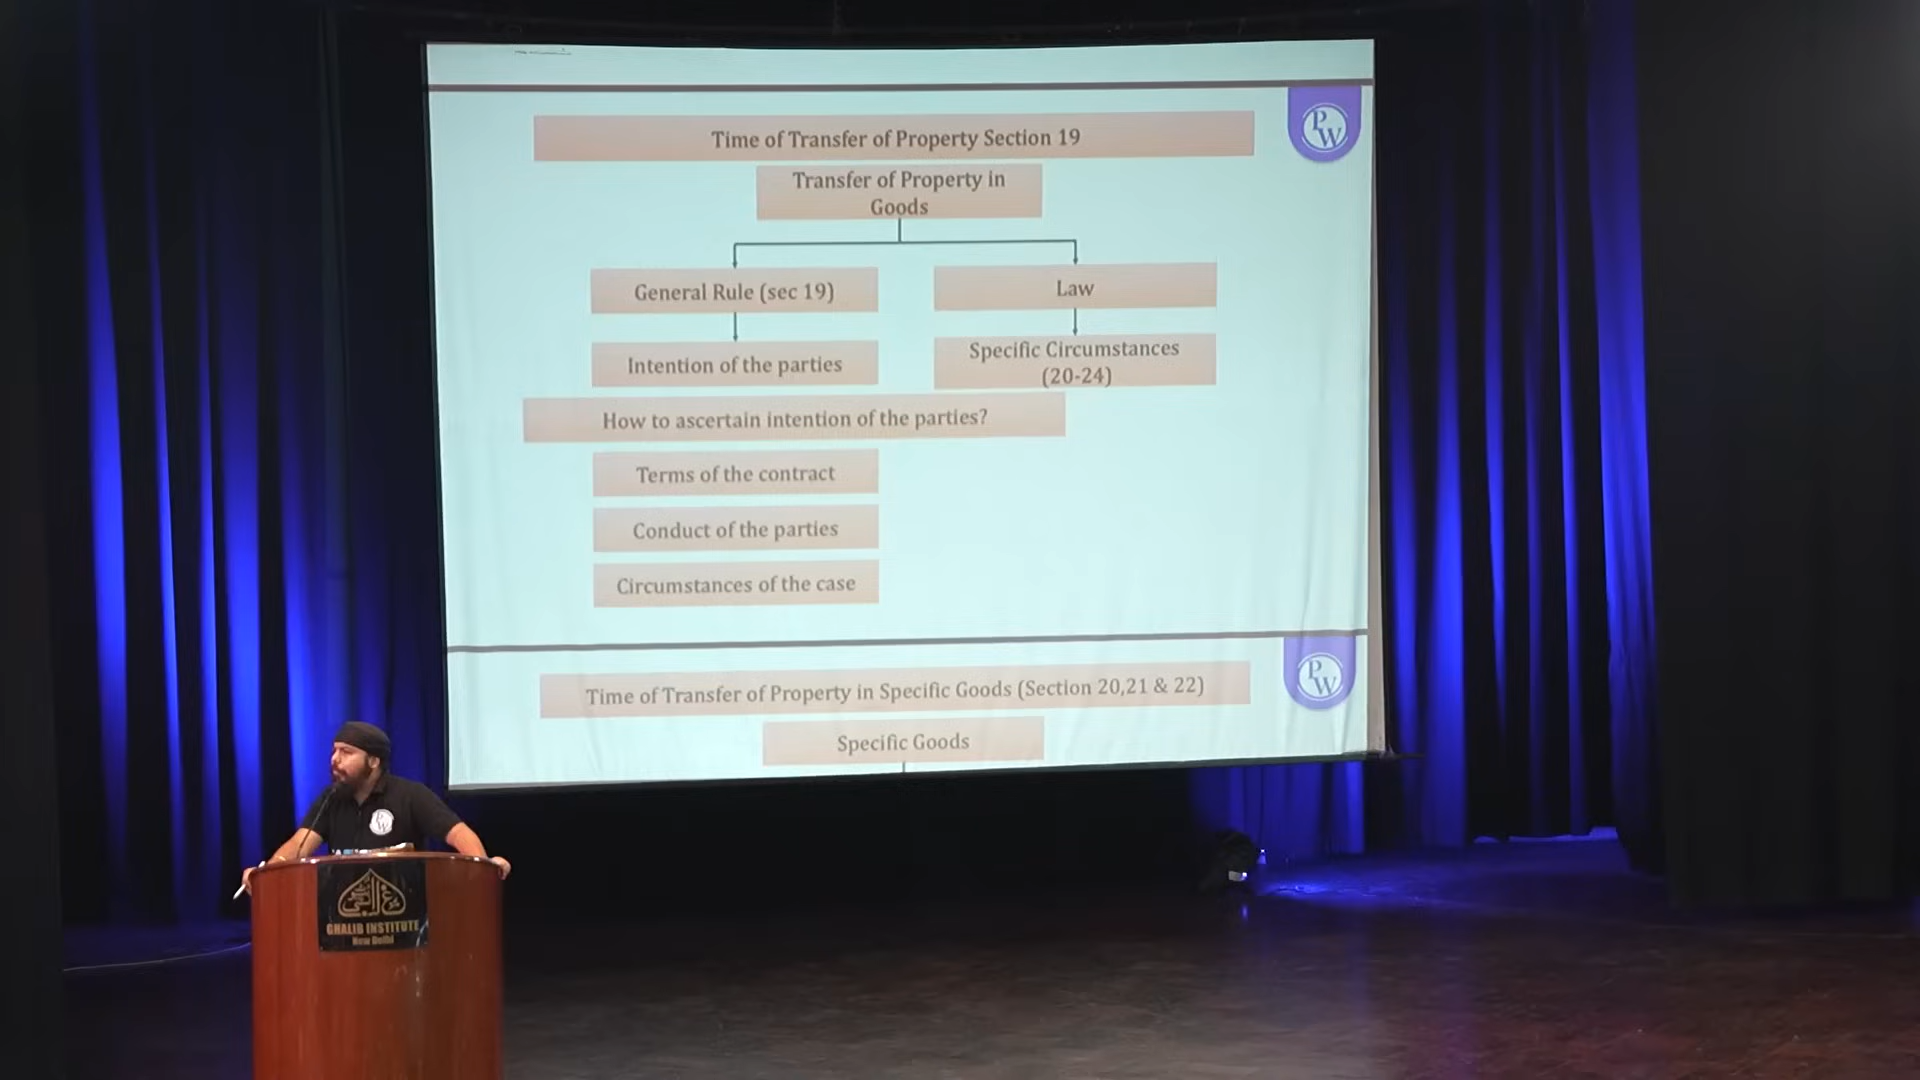 Time of Transfer of Property Section 19
PW
Transfer of Property in
Goods
General Rule (sec 19)
Law
Intention of the parties
Specific Circumstances
(20-24)
How to ascertain intention of the parties?
Terms of the contract
Conduct of the parties
Circumstances of the case
PW
Time of Transfer of Property in Specific Goods (Section 20,21 & 22)
Specific Goods
PW
GHALIB INSTITUTE
New Delhi